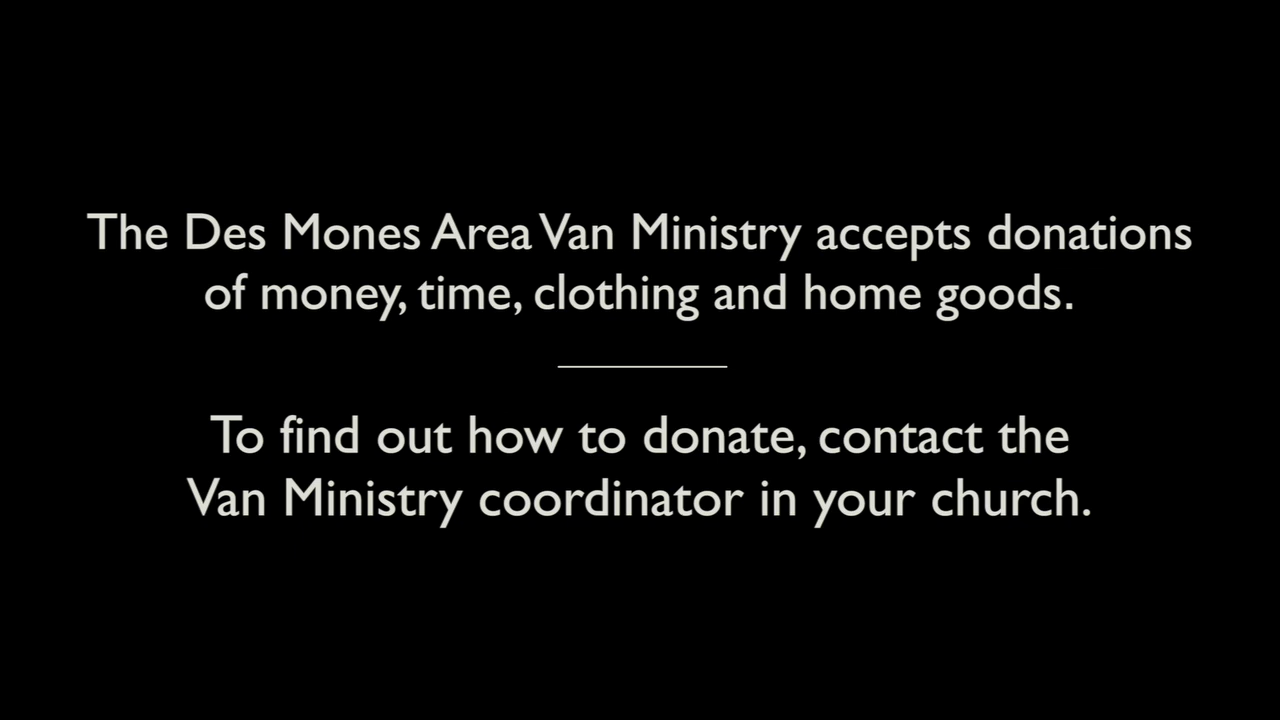 The Des Mones Area Van Ministry accepts donations
of money, time, clothing and home goods.
To find out how to donate, contact the
Van Ministry coordinator in your church.